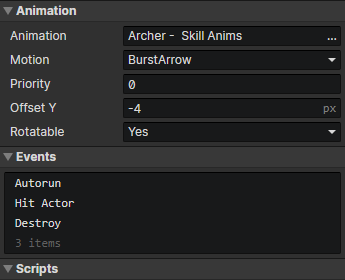 Animation
Animation Archer -  Skill Anims ...
Motion BurstArrow
Priority 0
Offset Y -4 px
Rotatable Yes
Events
Autorun
Hit Actor
Destroy
3 items
Scripts